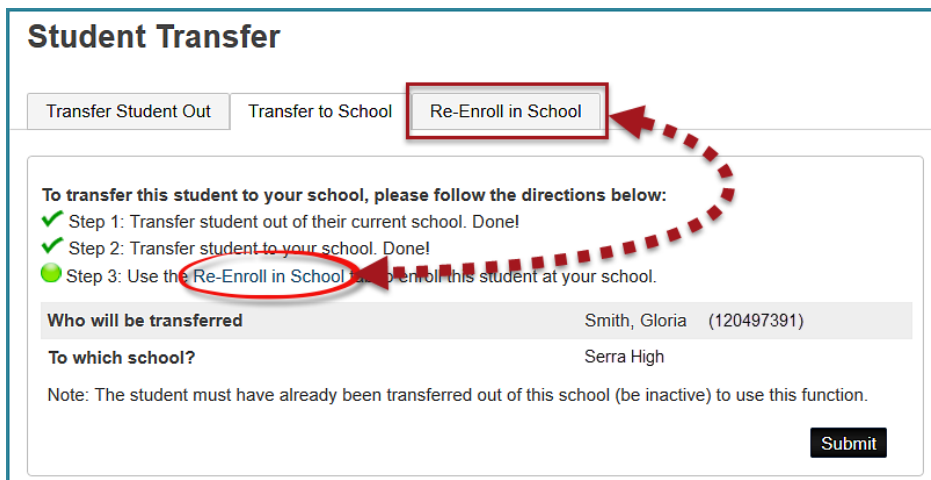 Student Transfer
Transfer Student Out
Transfer to School
Re-Enroll in School
To transfer this student to your school, please follow the directions below:
Step 1: Transfer student out of their current school. Done!
Step 2: Transfer student to your school. Done!
Step 3: Use the Re-Enroll in School enroll this student at your school.
Who will be transferred Smith, Gloria (120497391)
To which school? Serra High
Note: The student must have already been transferred out of this school (be inactive) to use this function.
Submit